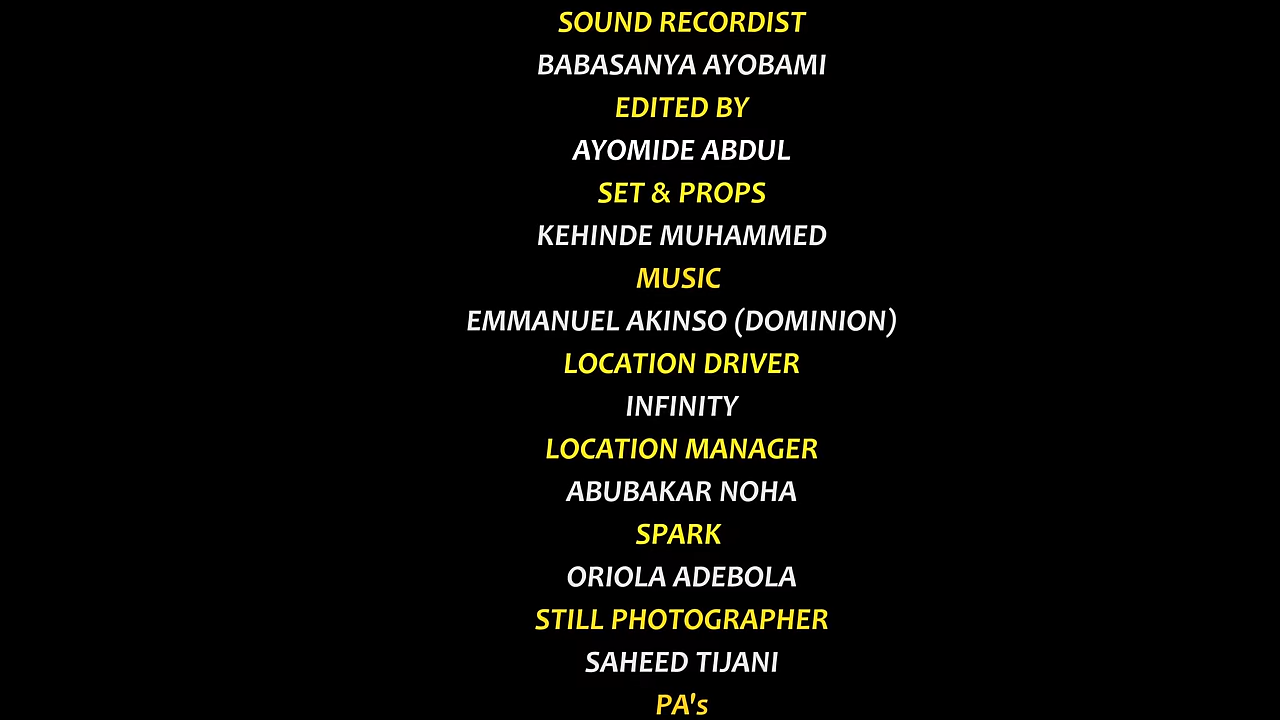 SOUND RECORDIST
BABASANYA AYOBAMI
EDITED BY
AYOMIDE ABDUL
SET & PROPS
KEHINDE MUHAMMED
MUSIC
EMMANUEL AKINSO (DOMINION)
LOCATION DRIVER
INFINITY
LOCATION MANAGER
ABUBAKAR NOHA
SPARK
ORIOLA ADEBOLA
STILL PHOTOGRAPHER
SAHEED TIJANI
PA's